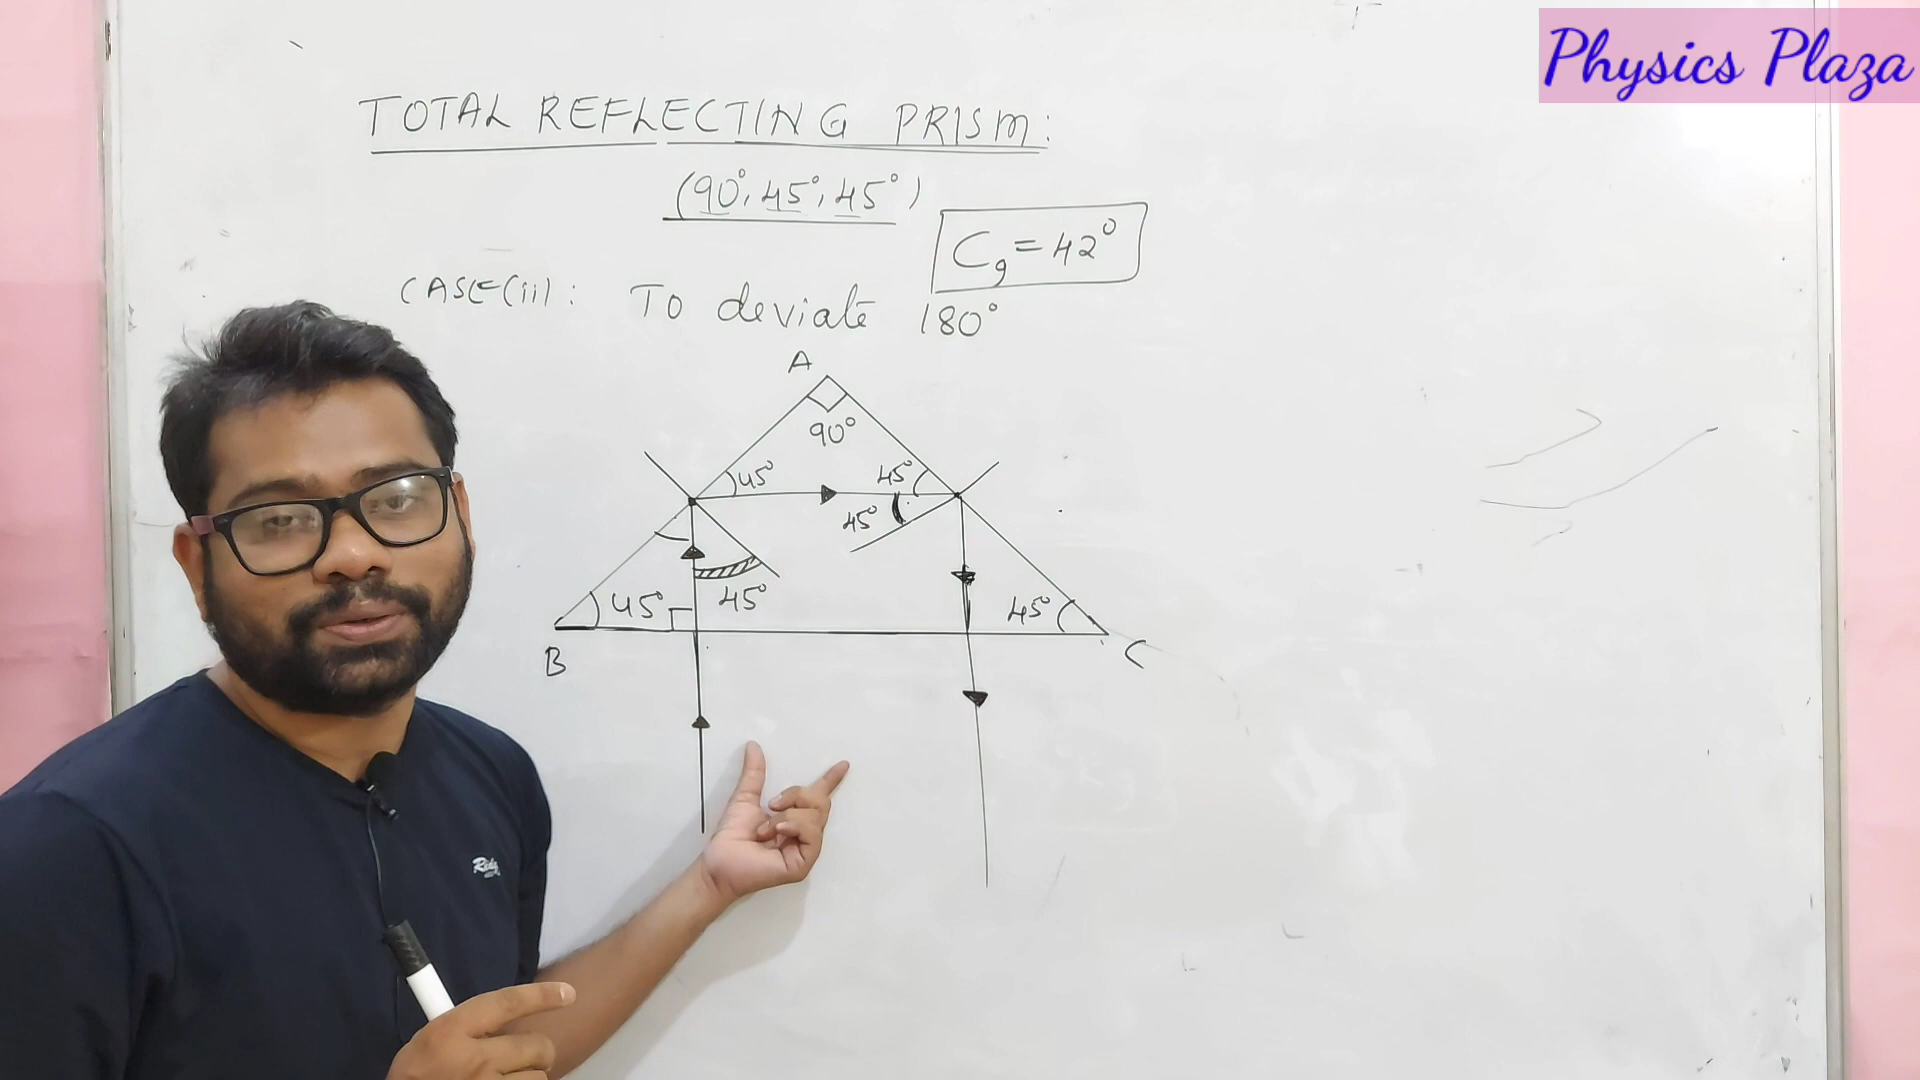 Physics Plaza
TOTAL REFLECTING PRISM:
(90°, 45°, 45°)
Cg = 42°
CASE(ii): To deviate 180°
A
90°
45° 45°
45°
45° 45° 45°
B C